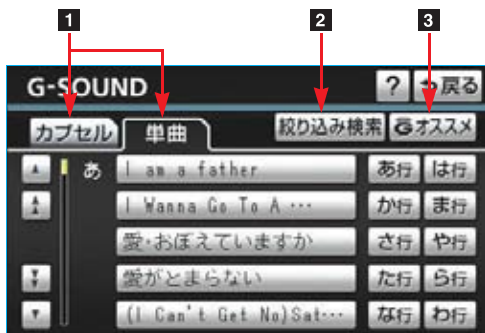 1 2 3
G-SOUND ? 戻る
カプセル 単曲 絞り込み検索 Gオススメ
あ I am a father あ行 は行
I Wanna Go To A … か行 ま行
愛・おぼえていますか さ行 や行
愛がとまらない た行 ら行
(I Can't Get No)Sat… な行 わ行